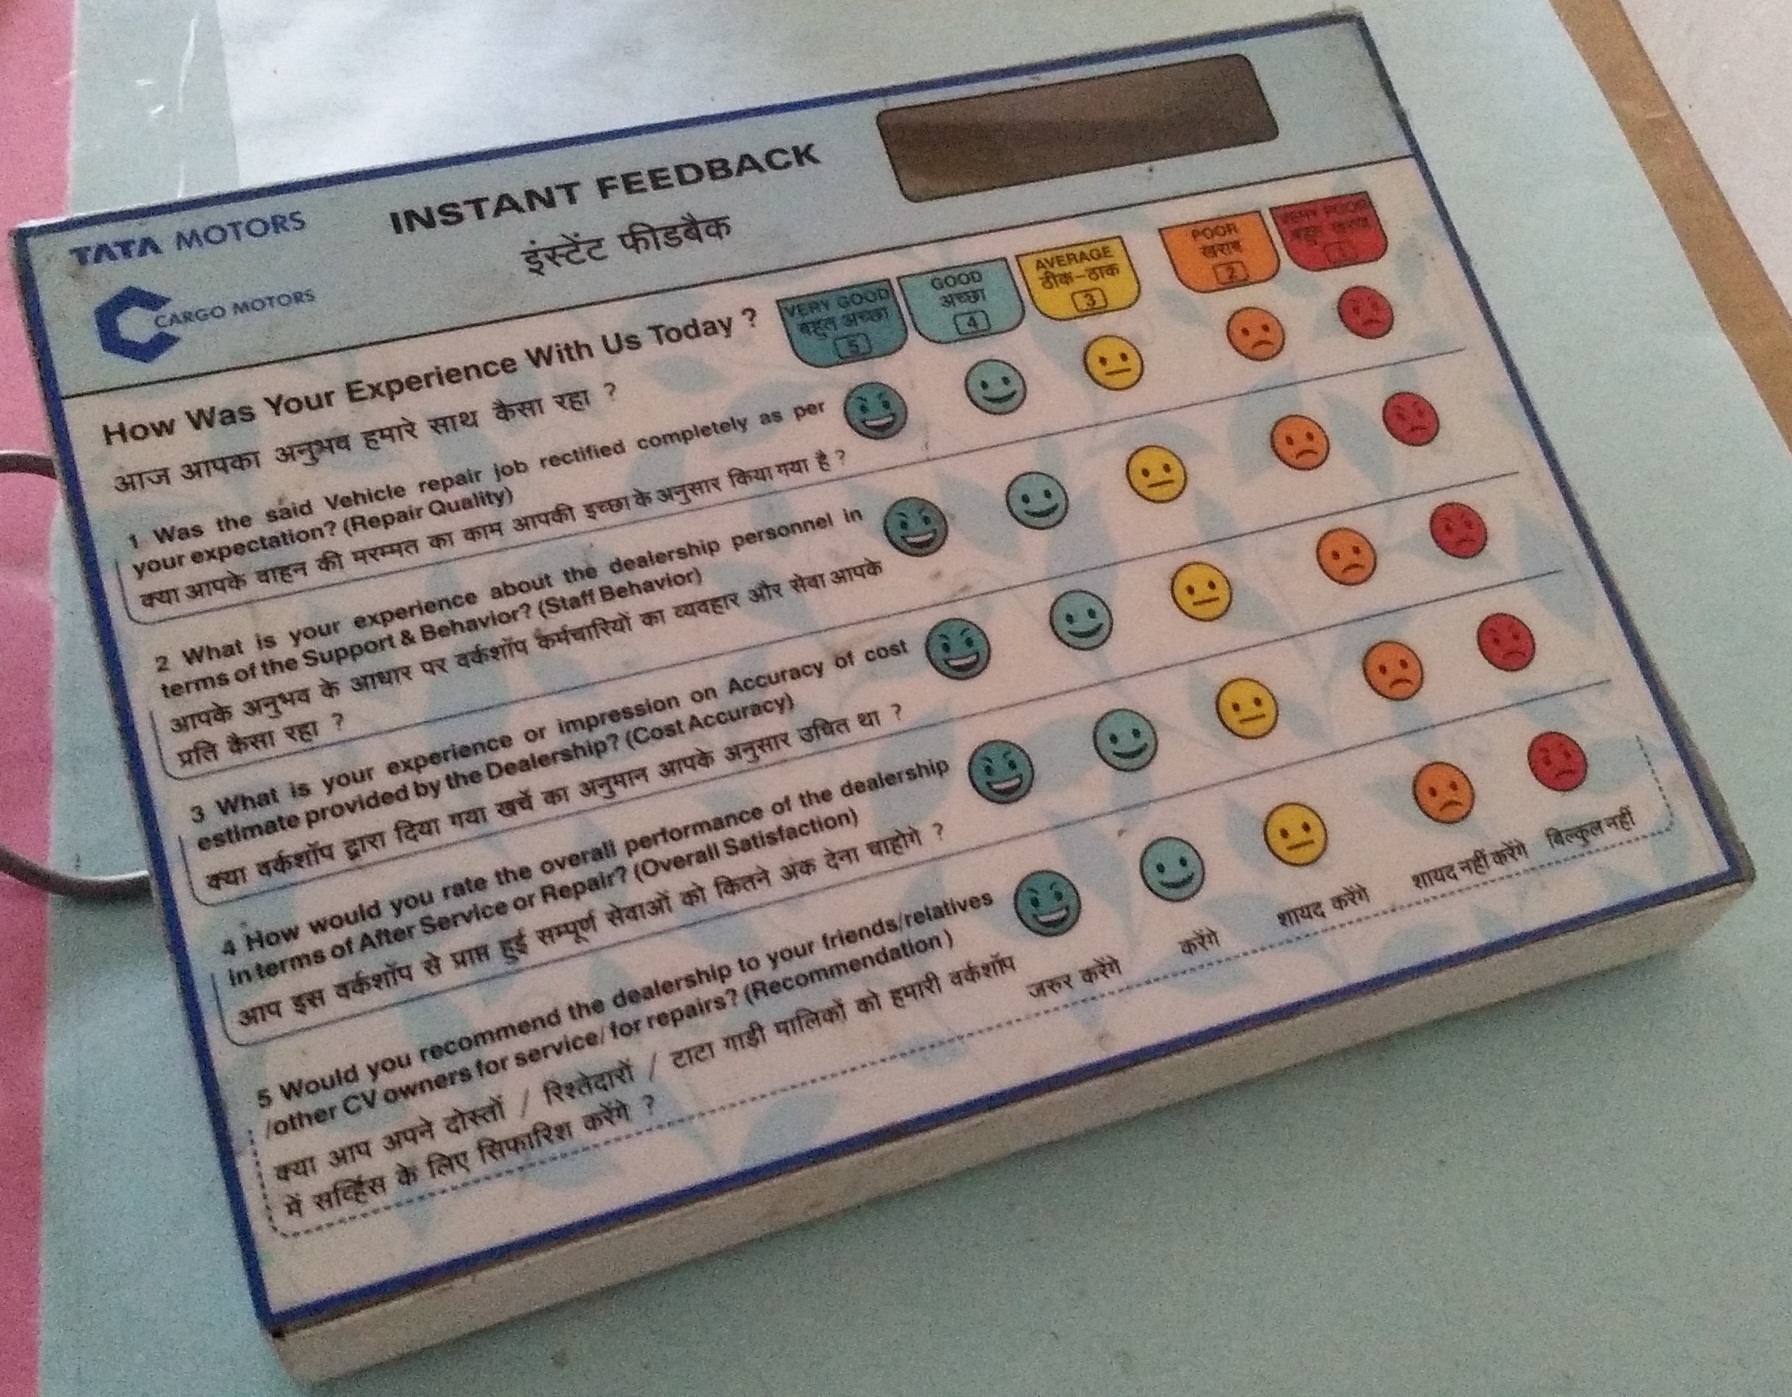 TATA MOTORS
INSTANT FEEDBACK
इंस्टेंट फीडबैक
CARGO MOTORS
How Was Your Experience With Us Today ?
आज आपका अनुभव हमारे साथ कैसा रहा ?
VERY GOOD
बहुत अच्छा
5
GOOD
अच्छा
4
AVERAGE
ठीक-ठाक
3
POOR
खराब
2
VERY POOR
बहुत खराब
1
1 Was the said Vehicle repair job rectified completely as per
your expectation? (Repair Quality)
क्या आपके वाहन की मरम्मत का काम आपकी इच्छा के अनुसार किया गया है ?
2 What is your experience about the dealership personnel in
terms of the Support & Behavior? (Staff Behavior)
आपके अनुभव के आधार पर वर्कशॉप कर्मचारियों का व्यवहार और सेवा आपके
प्रति कैसा रहा ?
3 What is your experience or impression on Accuracy of cost
estimate provided by the Dealership? (Cost Accuracy)
क्या वर्कशॉप द्वारा दिया गया खर्चे का अनुमान आपके अनुसार उचित था ?
4 How would you rate the overall performance of the dealership
in terms of After Service or Repair? (Overall Satisfaction)
आप इस वर्कशॉप से प्राप्त हुई सम्पूर्ण सेवाओं को कितने अंक देना चाहोगे ?
5 Would you recommend the dealership to your friends/relatives
/other CV owners for service/ for repairs? (Recommendation)
क्या आप अपने दोस्तों / रिश्तेदारों / टाटा गाड़ी मालिकों को हमारी वर्कशॉप
में सर्व्हिस के लिए सिफारिश करेंगे ?
जरुर करेंगे
करेंगे
शायद करेंगे
शायद नहीं करेंगे
बिल्कुल नहीं